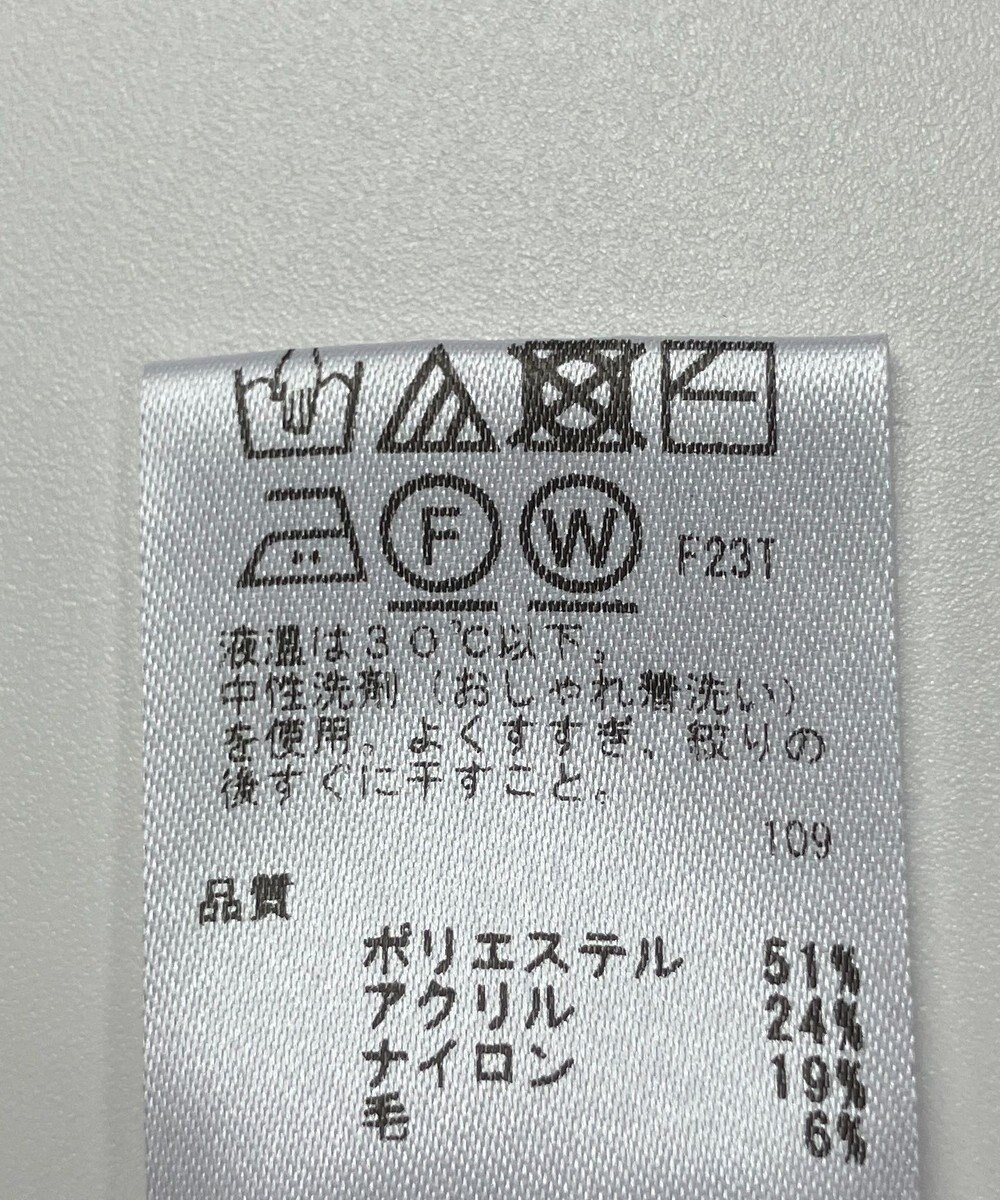 F W F23T
液温は30℃以下。
中性洗剤（おしゃれ着洗い）
を使用。よくすすぎ、絞りの
後すぐに干すこと。
109
品質
ポリエステル 51%
アクリル 24%
ナイロン 19%
毛 6%